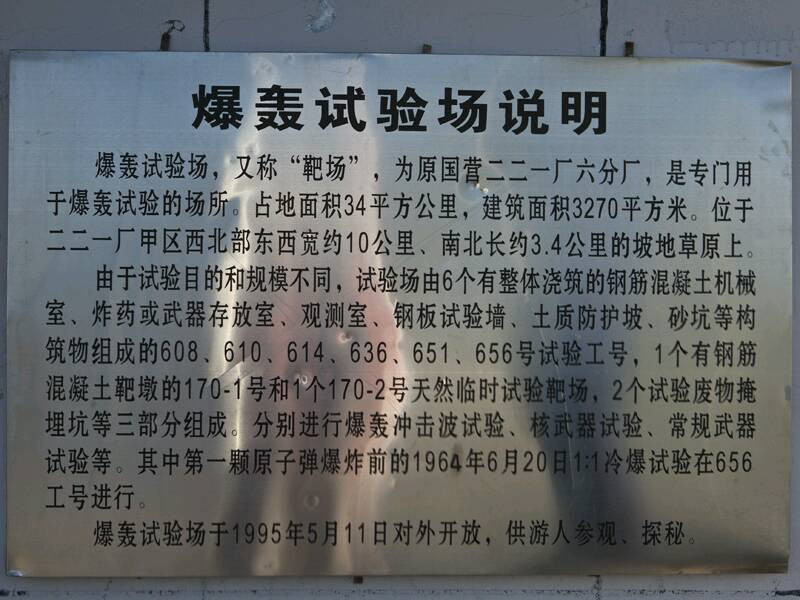 爆轰试验场说明
爆轰试验场，又称“靶场”，为原国营二二一厂六分厂，是专门用
于爆轰试验的场所。占地面积34平方公里，建筑面积3270平方米。位于
二二一厂甲区西北部东西宽约10公里、南北长约3.4公里的坡地草原上。
由于试验目的和规模不同，试验场由6个有整体浇筑的钢筋混凝土机械
室、炸药或武器存放室、观测室、钢板试验墙、土质防护坡、砂坑等构
筑物组成的608、610、614、636、651、656号试验工号，1个有钢筋
混凝土靶墩的170-1号和1个170-2号天然临时试验靶场，2个试验废物掩
埋坑等三部分组成。分别进行爆轰冲击波试验、核武器试验、常规武器
试验等。其中第一颗原子弹爆炸前的1964年6月20日1:1冷爆试验在656
工号进行。
爆轰试验场于1995年5月11日对外开放，供游人参观、探秘。